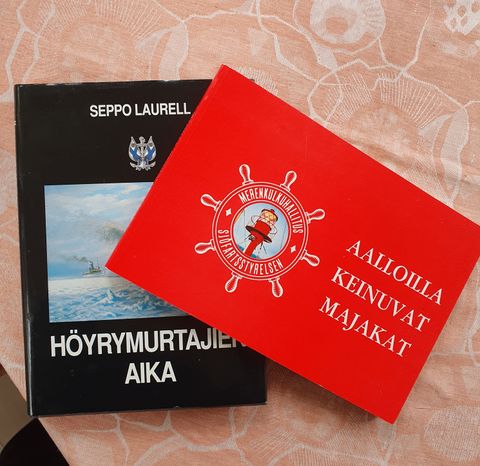 SEPPO LAURELL
HÖYRYMURTAJIEN
AIKA
MERENKULKUHALLITUS
SJÖFARTSSTYRELSEN
AALLOILLA
KEINUVAT
MAJAKAT